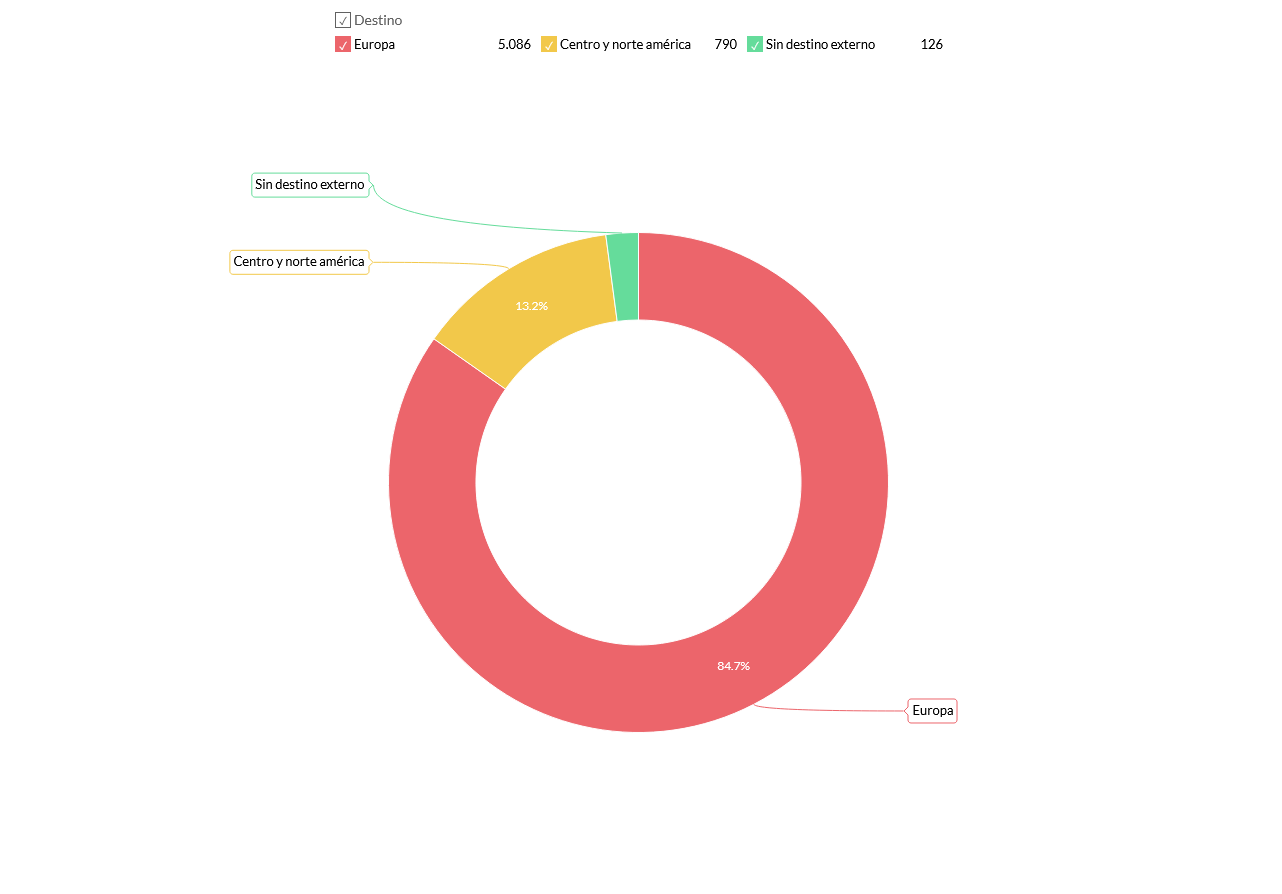 Destino
Europa 5.086 Centro y norte américa 790 Sin destino externo 126
Sin destino externo
Centro y norte américa
13.2%
84.7%
Europa